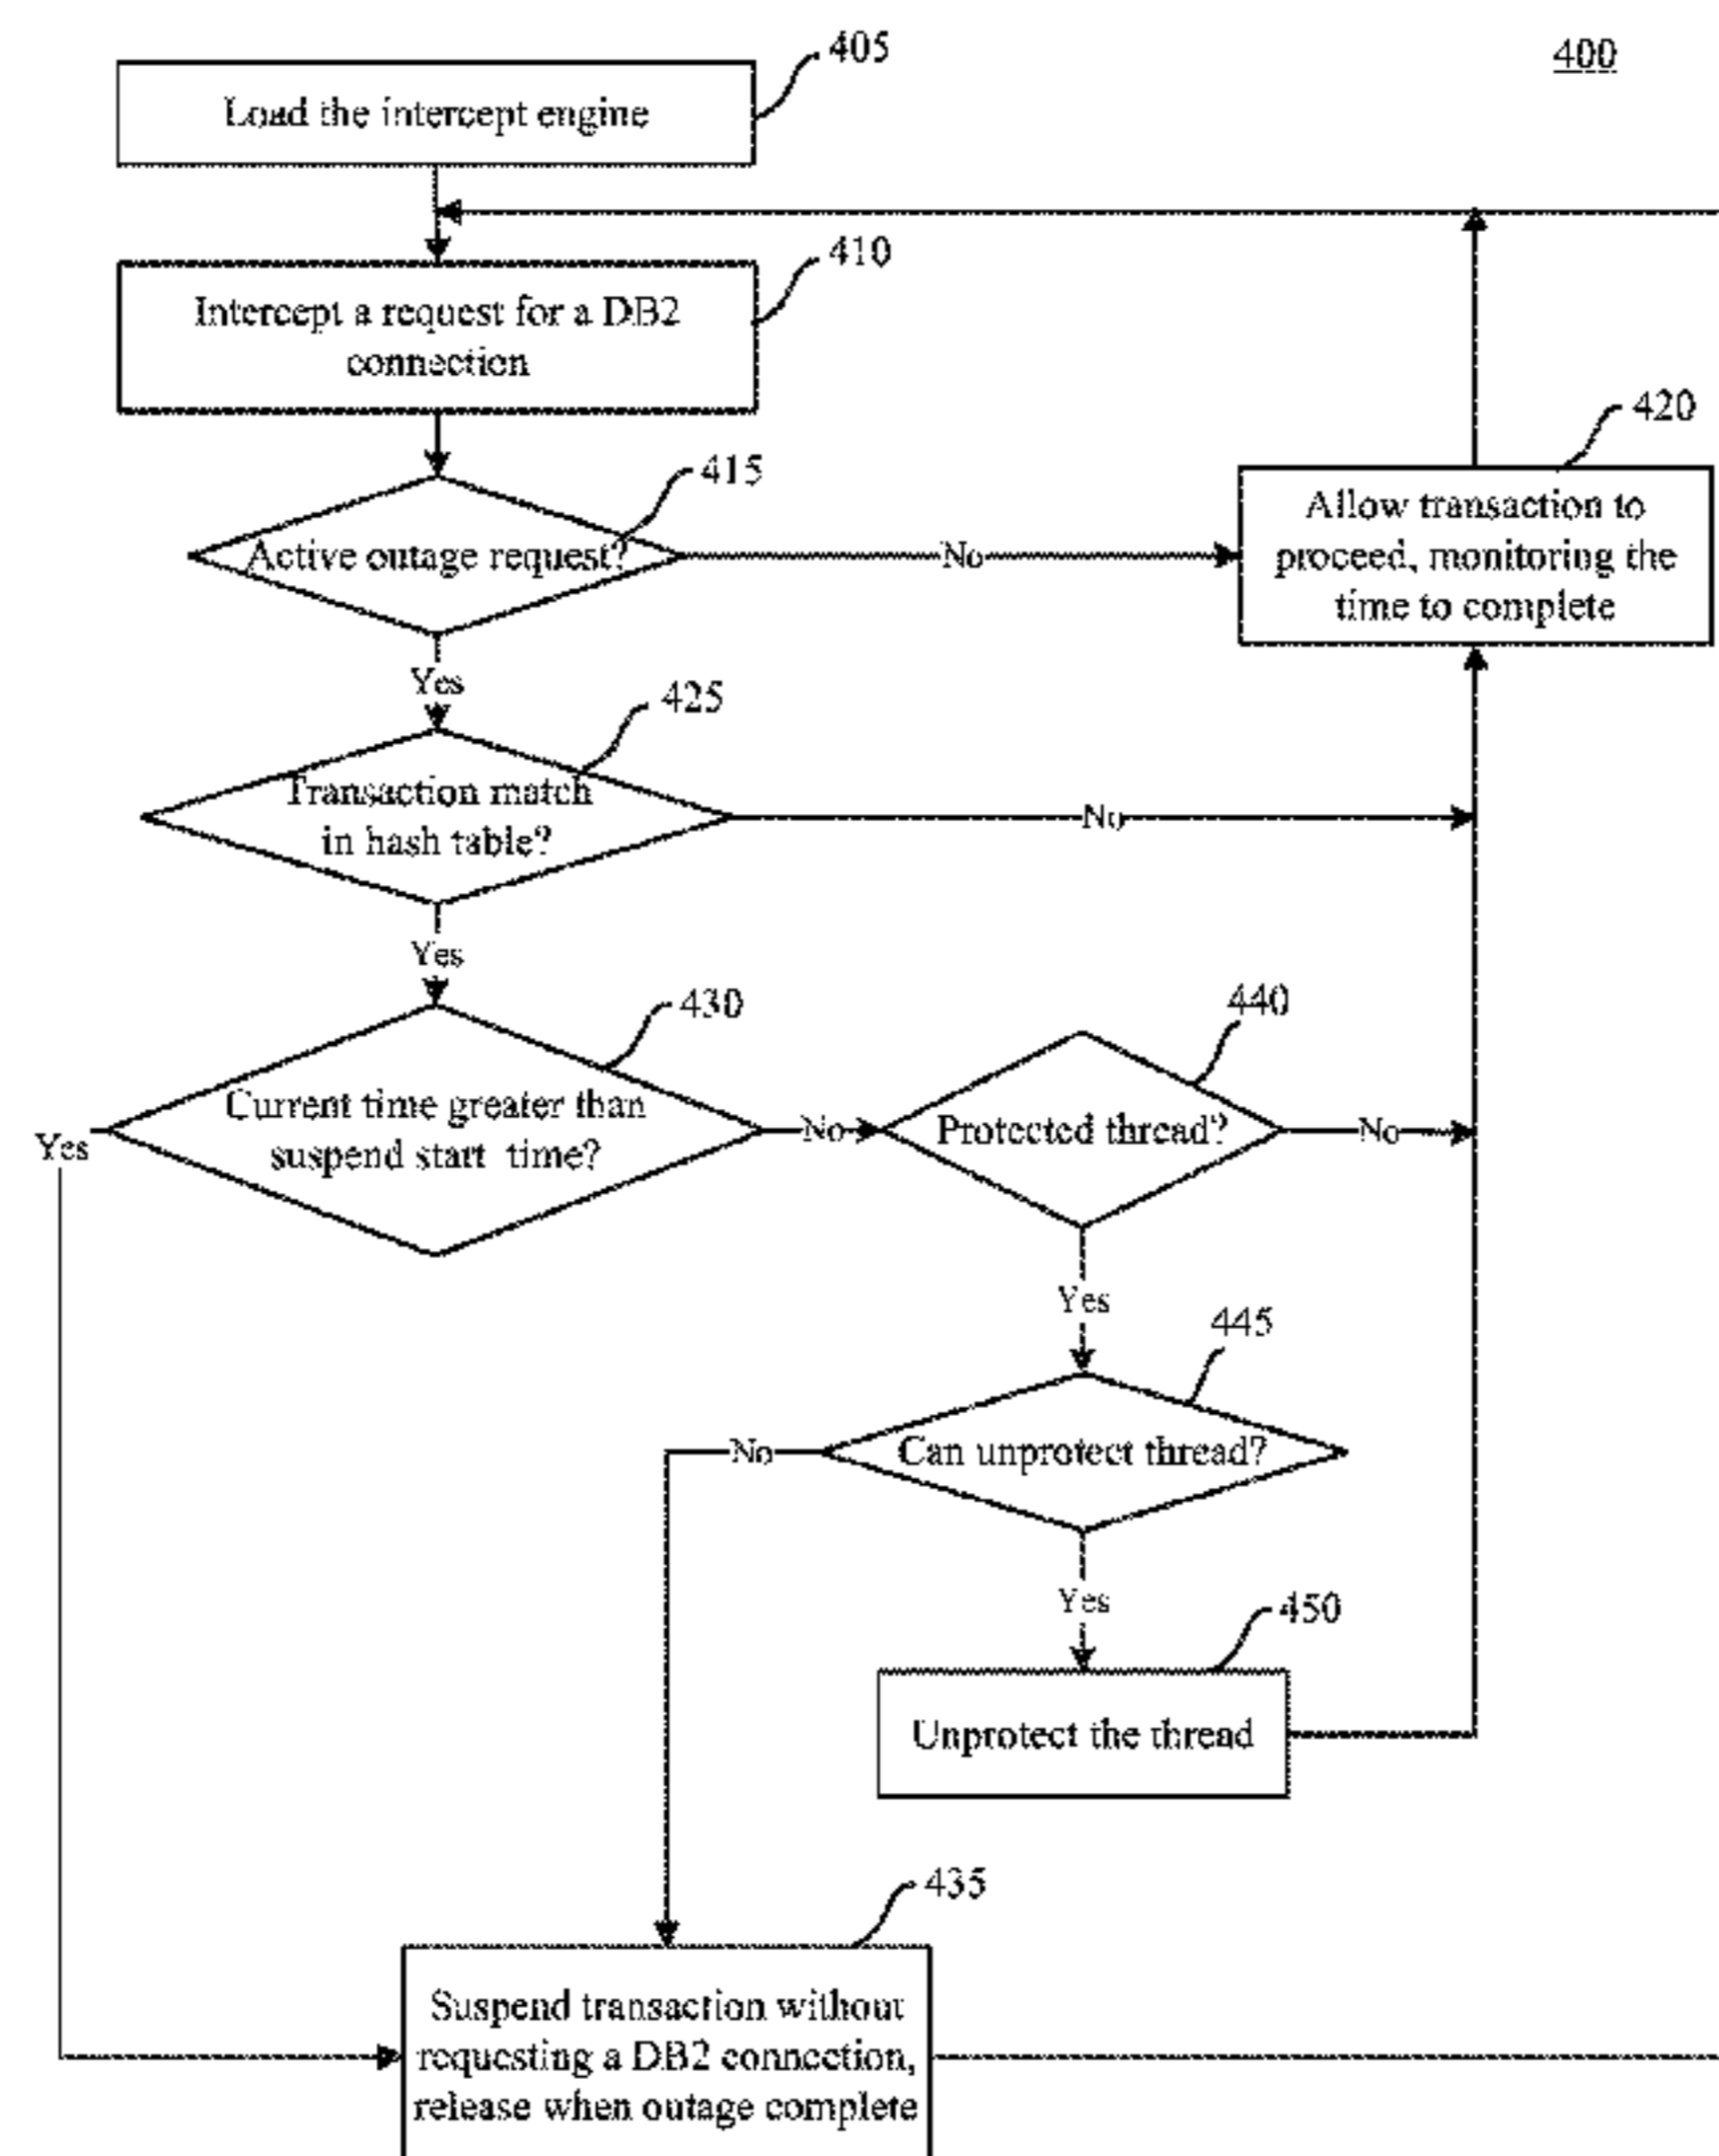 405
400
Load the intercept engine
410
Intercept a request for a DB2
connection
420
415
Allow transaction to
proceed, monitoring the
time to complete
Active outage request?
No
Yes
425
Transaction match
in hash table?
No
Yes
430
440
Current time greater than
suspend start time?
Yes
No
Protected thread?
No
Yes
445
Can unprotect thread?
No
Yes
450
Unprotect the thread
435
Suspend transaction without
requesting a DB2 connection,
release when outage complete